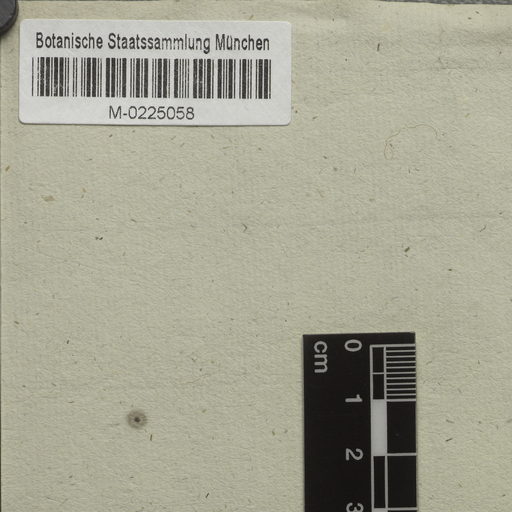 Botanische Staatssammlung München
M-0225058
cm
0
1
2
3